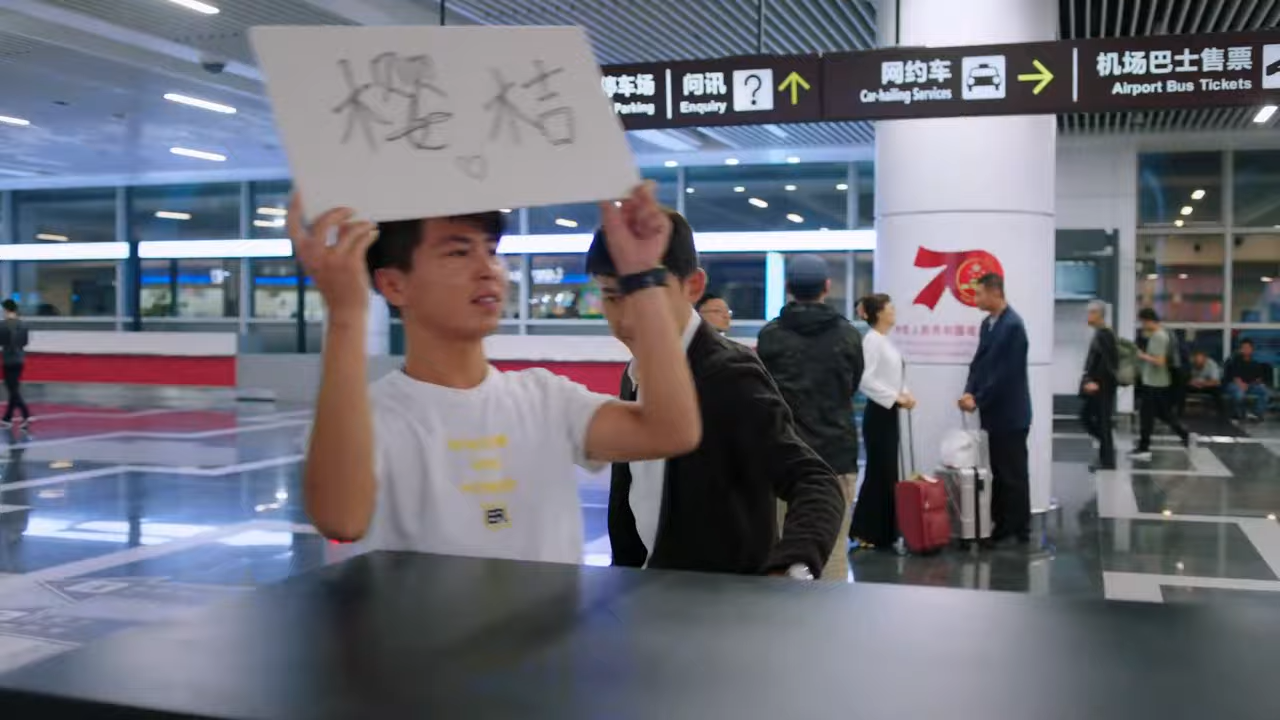 樱桔
停车场
Parking
问讯
Enquiry
网约车
Car-hailing Services
机场巴士售票
Airport Bus Tickets
70